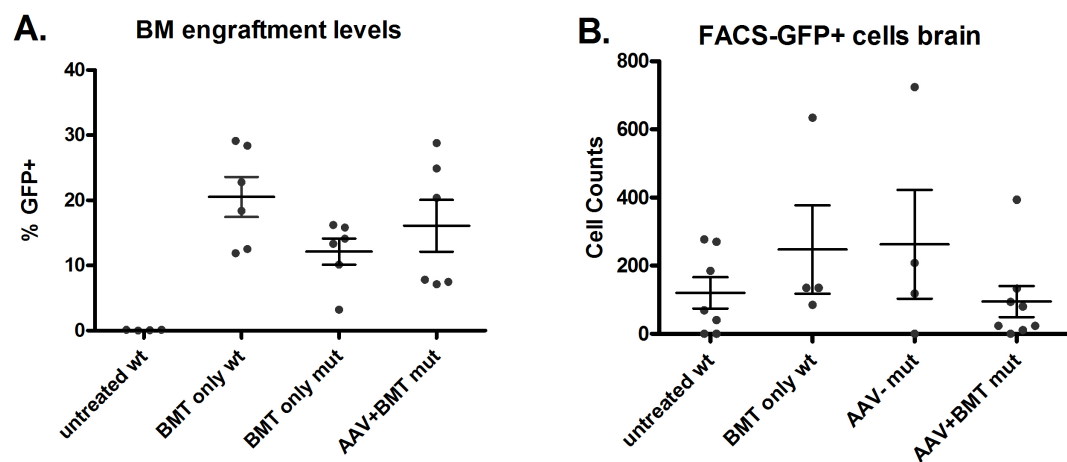 A.
BM engraftment levels
% GFP+
40
30
20
10
0
untreated wt
BMT only wt
BMT only mut
AAV+BMT mut
B.
FACS-GFP+ cells brain
Cell Counts
800
600
400
200
0
untreated wt
BMT only wt
AAV- mut
AAV+BMT mut